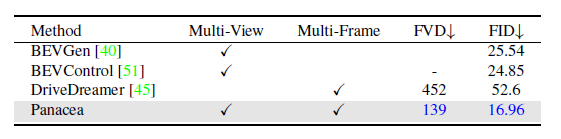 Method Multi-View Multi-Frame FVD↓ FID↓
BEVGen [40] ✓ 25.54
BEVControl [51] ✓ - 24.85
DriveDreamer [45] ✓ 452 52.6
Panacea ✓ ✓ 139 16.96